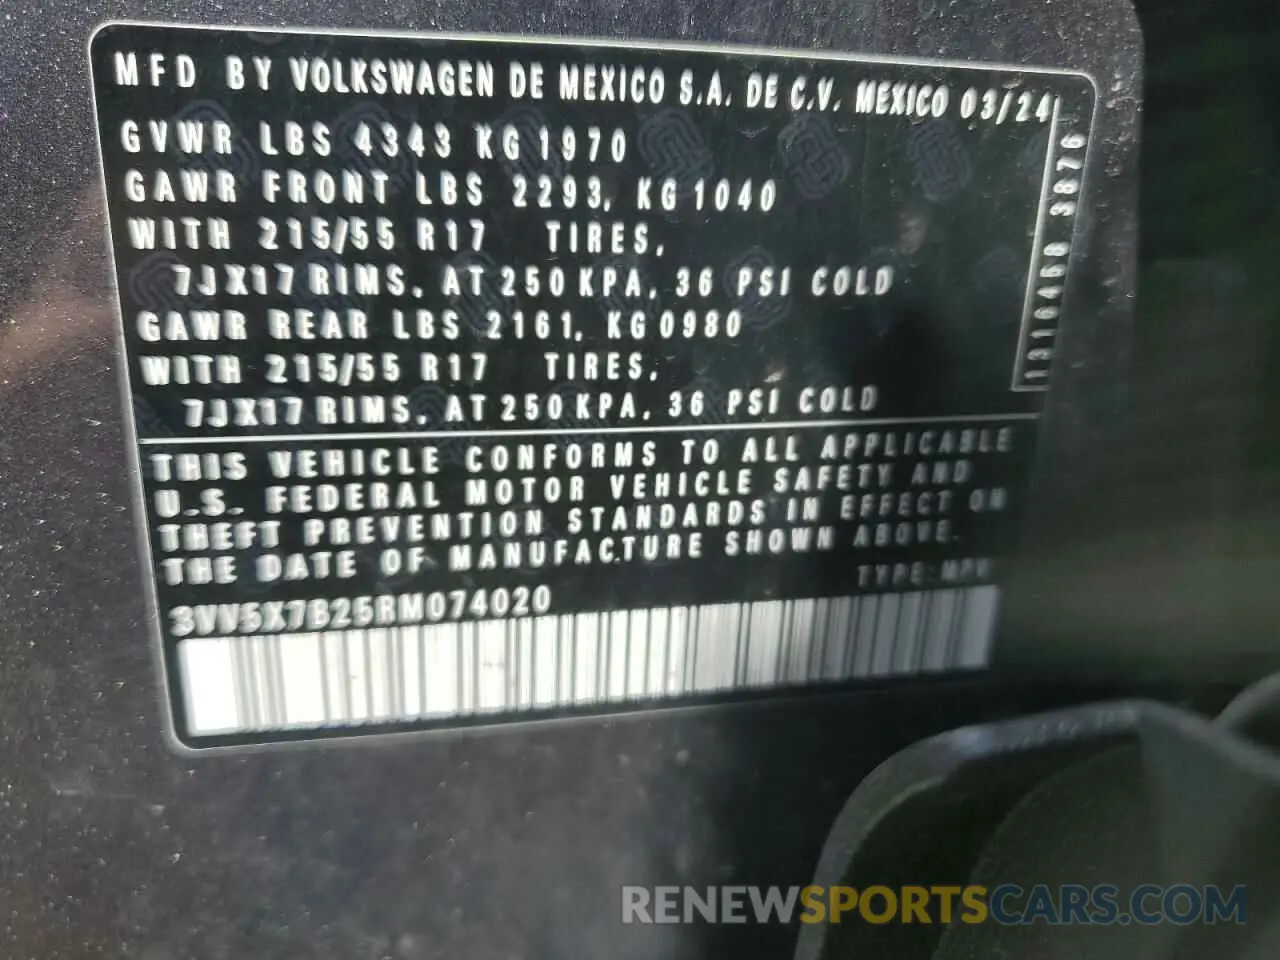 MFD BY VOLKSWAGEN DE MEXICO S.A. DE C.V. MEXICO 03/24
GVWR LBS 4343 KG 1970
GAWR FRONT LBS 2293, KG 1040
WITH 215/55 R17 TIRES,
7JX17 RIMS, AT 250 KPA, 36 PSI COLD
GAWR REAR LBS 2161, KG 0980
WITH 215/55 R17 TIRES,
7JX17 RIMS, AT 250 KPA, 36 PSI COLD
THIS VEHICLE CONFORMS TO ALL APPLICABLE
U.S. FEDERAL MOTOR VEHICLE SAFETY AND
THEFT PREVENTION STANDARDS IN EFFECT ON
THE DATE OF MANUFACTURE SHOWN ABOVE.
TYPE: MPV
3VV5X7B25RM074020
1316468 3876
RENEWSPORTSCARS.COM